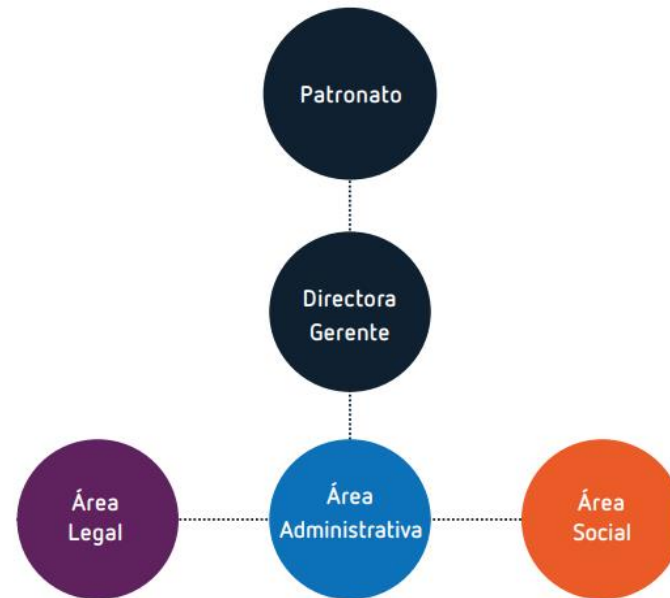 Patronato
Directora
Gerente
Área
Legal
Área
Administrativa
Área
Social